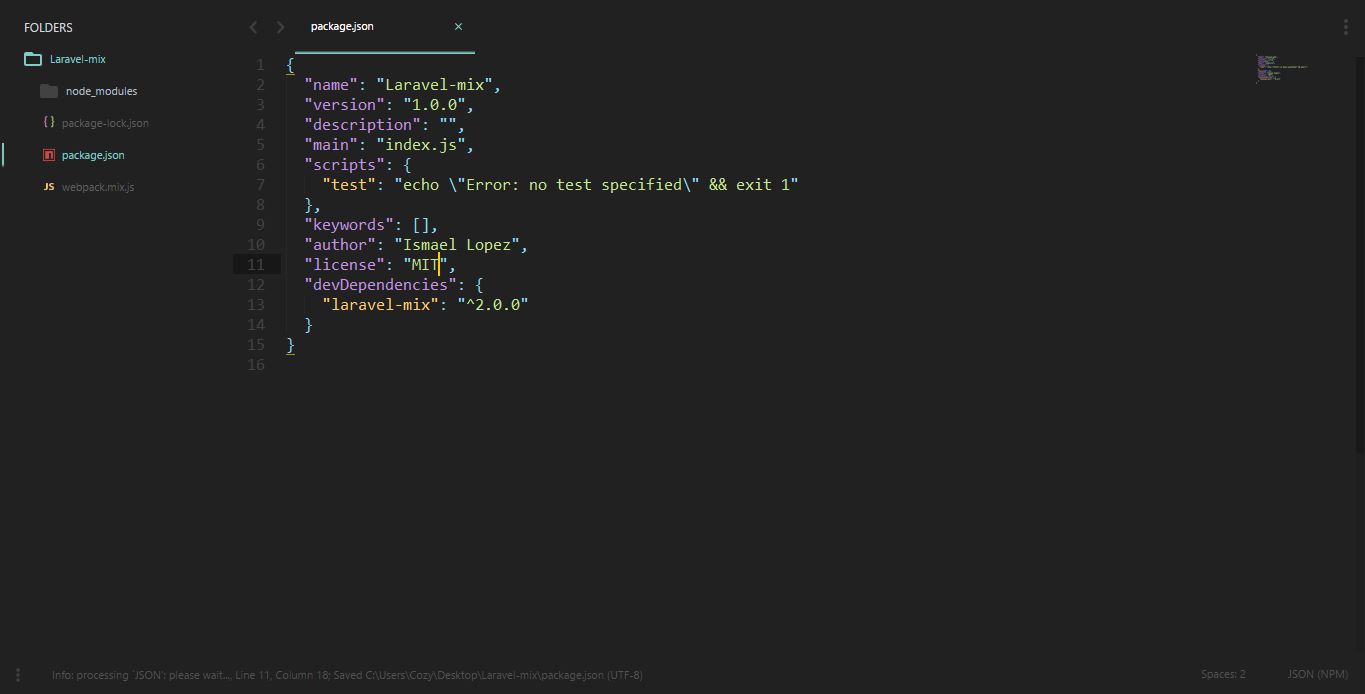 FOLDERS
Laravel-mix
node_modules
package-lock.json
package.json
JS webpack.mix.js
package.json ×
1 {
2 "name": "Laravel-mix",
3 "version": "1.0.0",
4 "description": "",
5 "main": "index.js",
6 "scripts": {
7 "test": "echo \"Error: no test specified\" && exit 1"
8 },
9 "keywords": [],
10 "author": "Ismael Lopez",
11 "license": "MIT",
12 "devDependencies": {
13 "laravel-mix": "^2.0.0"
14 }
15 }
16
Info: processing `JSON': please wait..., Line 11, Column 18; Saved C:\Users\Cozy\Desktop\Laravel-mix\package.json (UTF-8)
Spaces: 2
JSON (NPM)